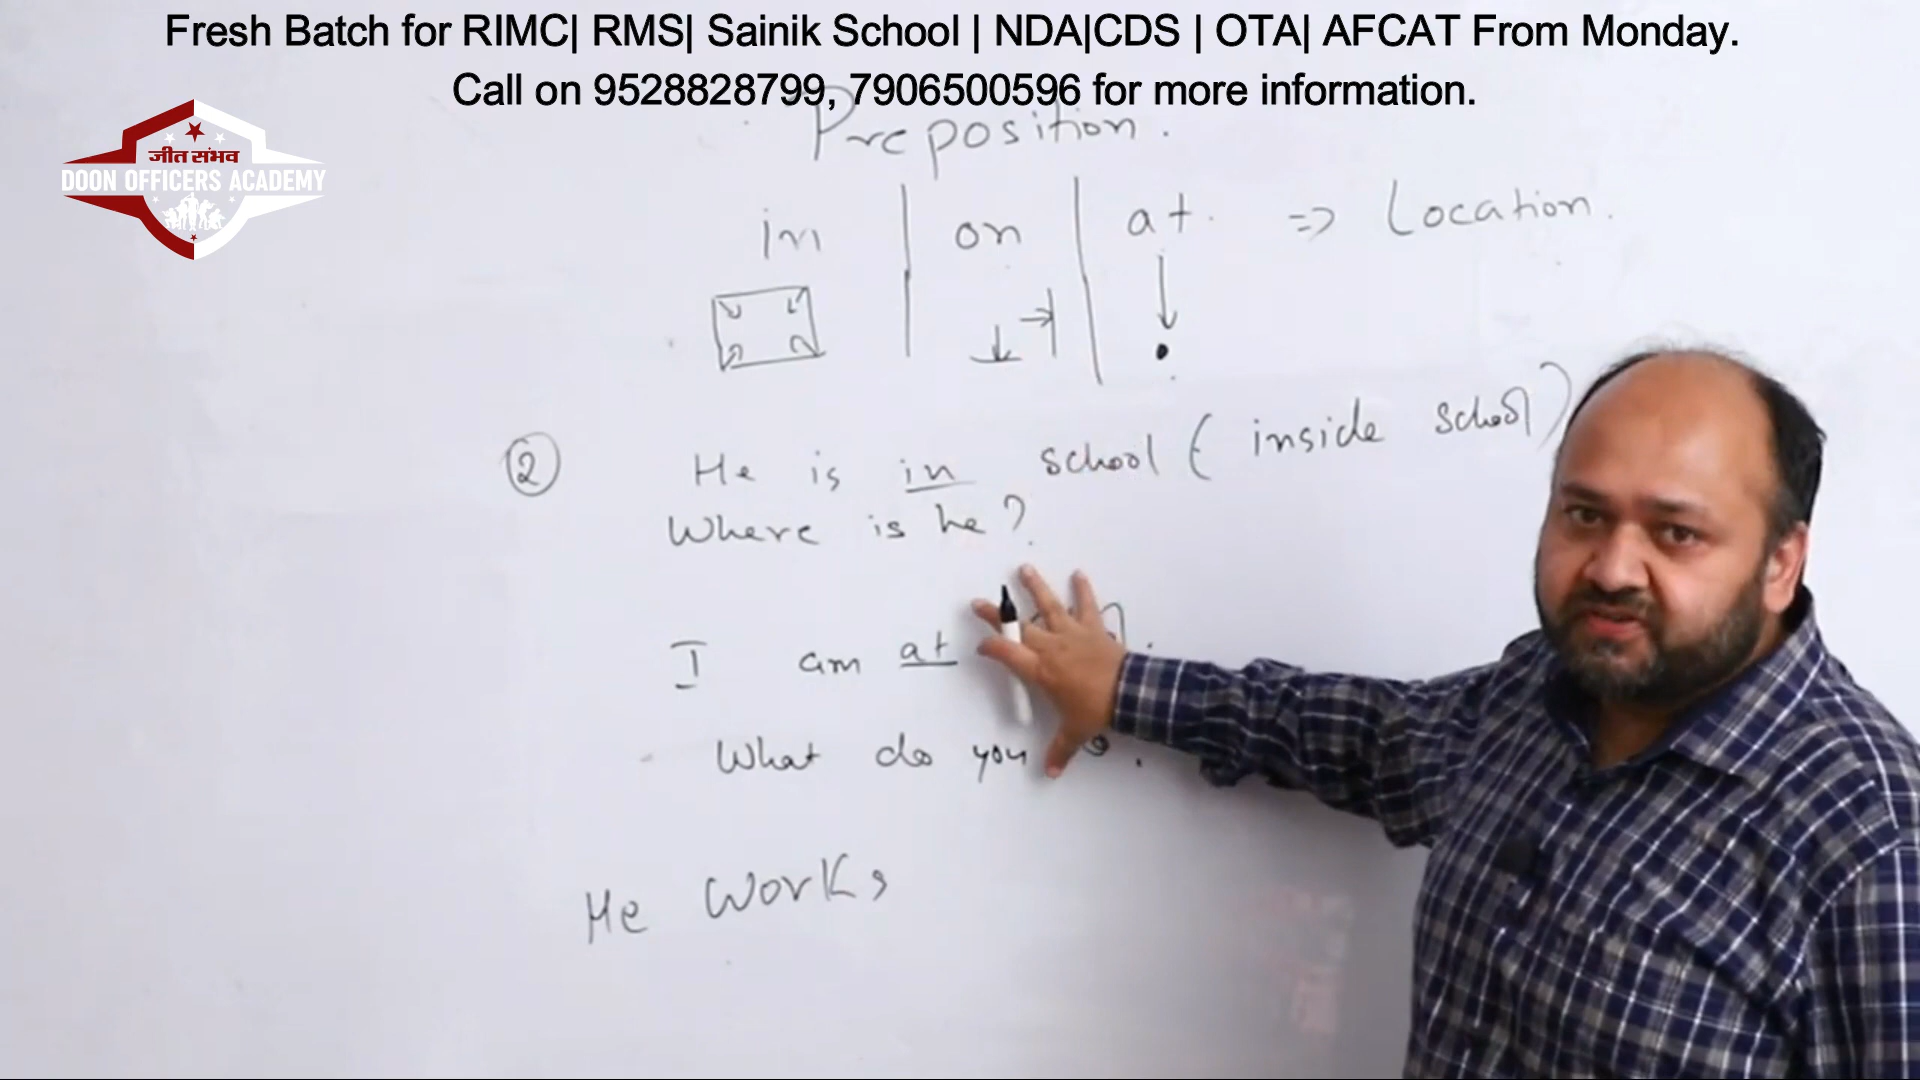 Fresh Batch for RIMC| RMS| Sainik School | NDA|CDS | OTA| AFCAT From Monday.
Call on 9528828799, 7906500596 for more information.
जीत संभव
DOON OFFICERS ACADEMY
Preposition.
in | on | at. => Location.
② He is in school (inside school)
Where is he?
I am at
What do you
He works